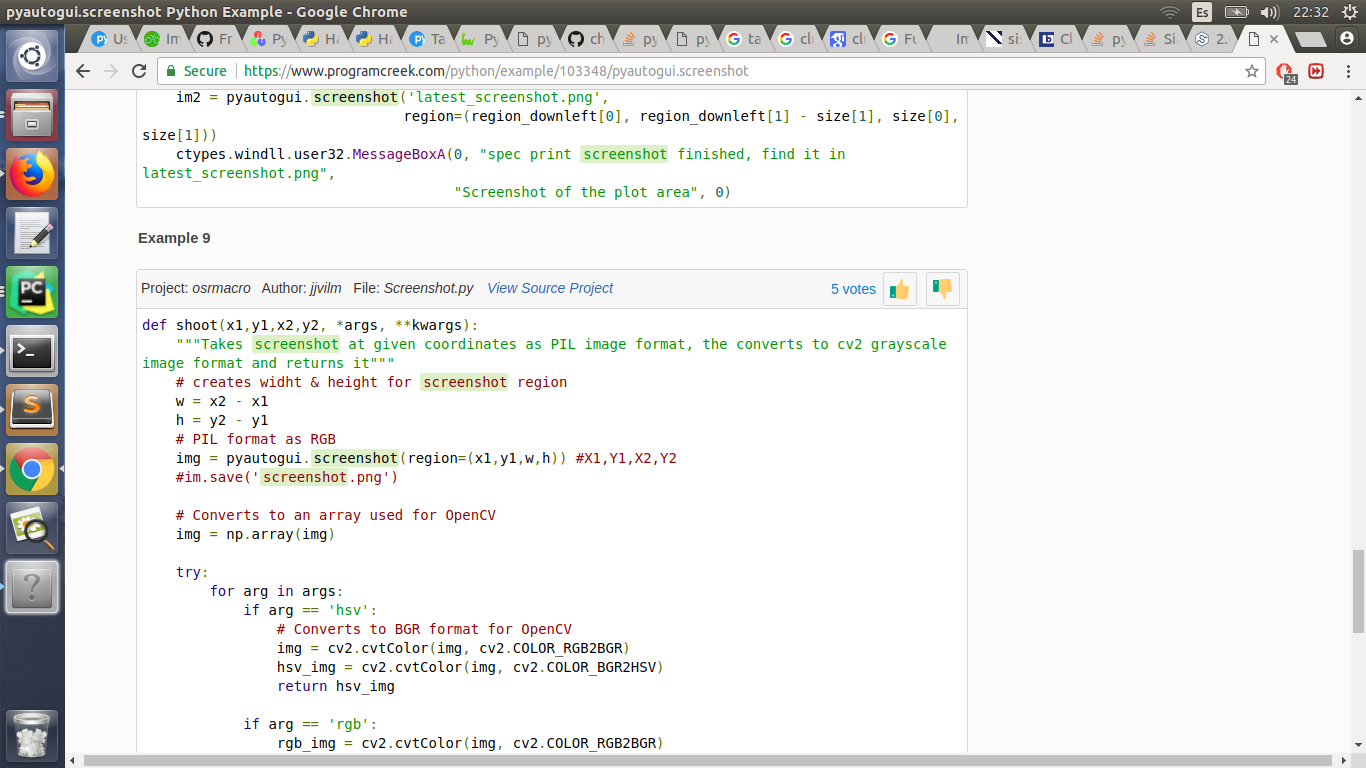 pyautogui.screenshot Python Example - Google Chrome
Es
22:32
Us
Im
Fr
Py
Ha
Ha
Ta
Py
py
ch
py
py
ta
clu
clu
Fu
Im
sis
Cl
py
Si
2.
Secure
https://www.programcreek.com/python/example/103348/pyautogui.screenshot
24
im2 = pyautogui.screenshot('latest_screenshot.png',
region=(region_downleft[0], region_downleft[1] - size[1], size[0],
size[1]))
ctypes.windll.user32.MessageBoxA(0, "spec print screenshot finished, find it in
latest_screenshot.png",
"Screenshot of the plot area", 0)
Example 9
Project: osrmacro Author: jjvilm File: Screenshot.py View Source Project 5 votes
def shoot(x1,y1,x2,y2, *args, **kwargs):
"""Takes screenshot at given coordinates as PIL image format, the converts to cv2 grayscale
image format and returns it"""
# creates widht & height for screenshot region
w = x2 - x1
h = y2 - y1
# PIL format as RGB
img = pyautogui.screenshot(region=(x1,y1,w,h)) #X1,Y1,X2,Y2
#im.save('screenshot.png')
# Converts to an array used for OpenCV
img = np.array(img)
try:
for arg in args:
if arg == 'hsv':
# Converts to BGR format for OpenCV
img = cv2.cvtColor(img, cv2.COLOR_RGB2BGR)
hsv_img = cv2.cvtColor(img, cv2.COLOR_BGR2HSV)
return hsv_img
if arg == 'rgb':
rgb_img = cv2.cvtColor(img, cv2.COLOR_RGB2BGR)